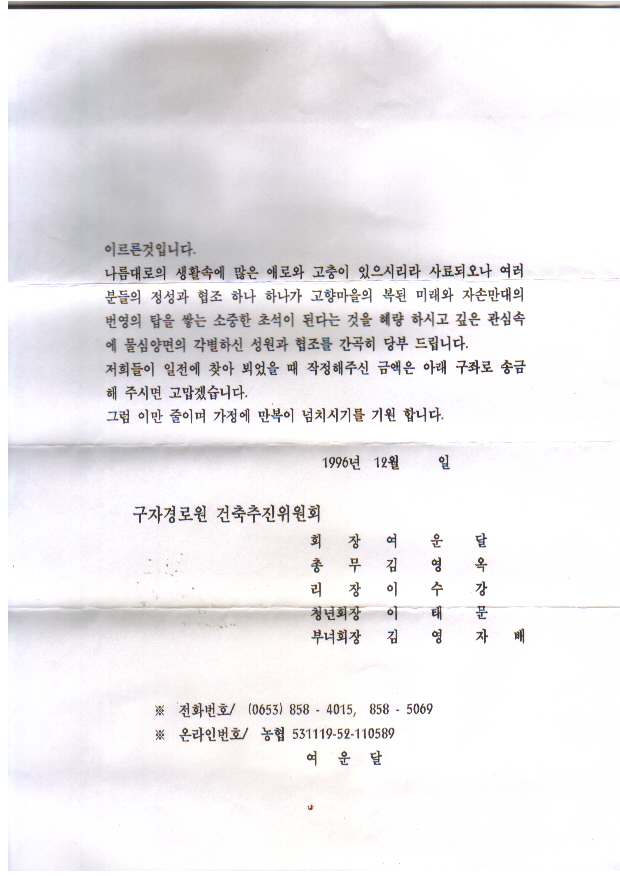 이르른것입니다.
나름대로의 생활속에 많은 애로와 고충이 있으시리라 사료되오나 여러
분들의 정성과 협조 하나 하나가 고향마을의 복된 미래와 자손만대의
번영의 탑을 쌓는 소중한 초석이 된다는 것을 혜량 하시고 깊은 관심속
에 물심양면의 각별하신 성원과 협조를 간곡히 당부 드립니다.
저희들이 일전에 찾아 뵈었을 때 작정해주신 금액은 아래 구좌로 송금
해 주시면 고맙겠습니다.
그럼 이만 줄이며 가정에 만복이 넘치시기를 기원 합니다.
1996년 12월 일
구자경로원 건축추진위원회
회 장 여 운 달
총 무 김 영 옥
리 장 이 수 강
청년회장 이 태 문
부녀회장 김 영 자 배
※ 전화번호/ (0653) 858 - 4015, 858 - 5069
※ 온라인번호/ 농협 531119-52-110589
여 운 달